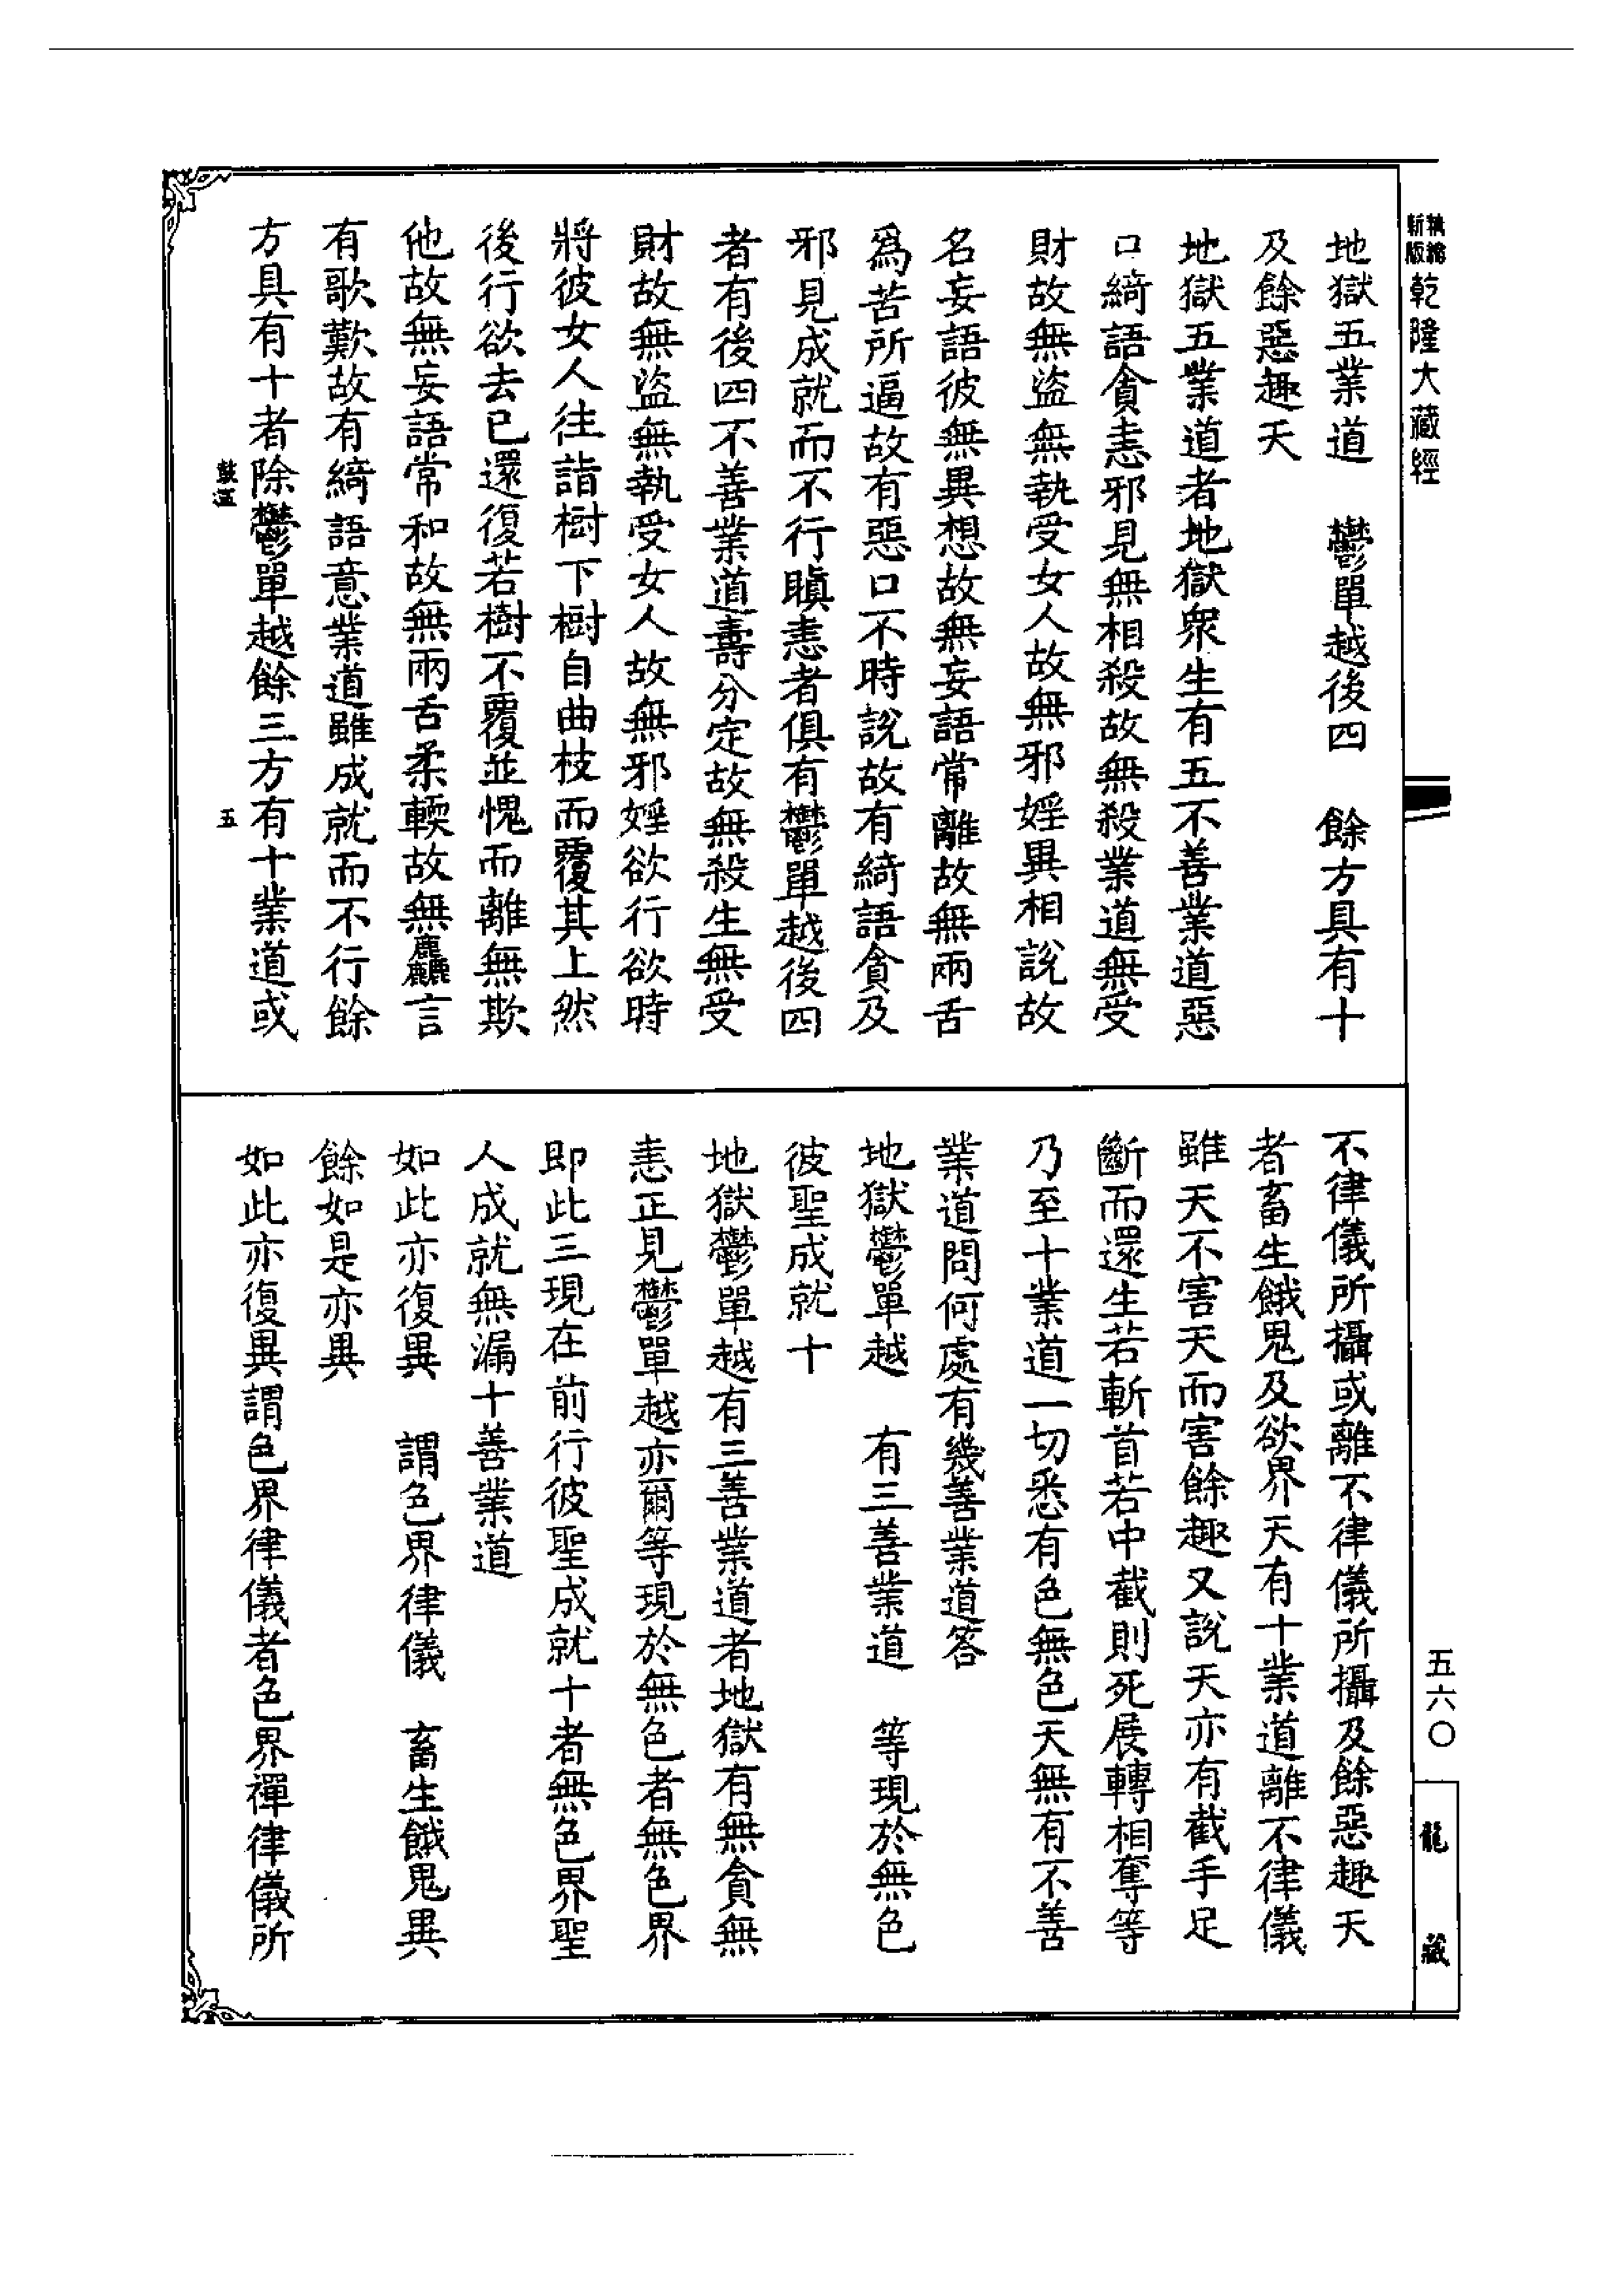 乾隆大藏經
地獄五業道　鬱單越後四　餘方具有十
及餘惡趣天
地獄五業道者地獄衆生有五不善業道惡
口綺語貪恚邪見無相殺故無殺業道無受
財故無盜無執受女人故無邪婬異相說故
名妄語彼無異想故無妄語常離故無兩舌
爲苦所逼故有惡口不時說故有綺語貪及
邪見成就而不行瞋恚者俱有鬱單越後四
者有後四不善業道壽分定故無殺生無受
財故無盜無執受女人故無邪婬欲行欲時
將彼女人往詣樹下樹自曲枝而覆其上然
後行欲去已還復若樹不覆並愧而離無欺
他故無妄語常和故無兩舌柔輭故無麤言
有歌歎故有綺語意業道雖成就而不行餘
方具有十者除鬱單越餘三方有十業道或
五
不律儀所攝或離不律儀所攝及餘惡趣天
者畜生餓鬼及欲界天有十業道離不律儀
雖天不害天而害餘趣又說天亦有截手足
斷而還生若斬首若中截則死展轉相奪等
乃至十業道一切悉有色無色天無有不善
業道問何處有幾善業道答
地獄鬱單越　有三善業道　等現於無色
彼聖成就十
地獄鬱單越有三善業道者地獄有無貪無
恚正見鬱單越亦爾等現於無色者無色界
即此三現在前行彼聖成就十者無色界聖
人成就無漏十善業道
如此亦復異　謂色界律儀　畜生餓鬼異
餘如是亦異
如此亦復異謂色界律儀者色界禪律儀所
五六〇
龍藏